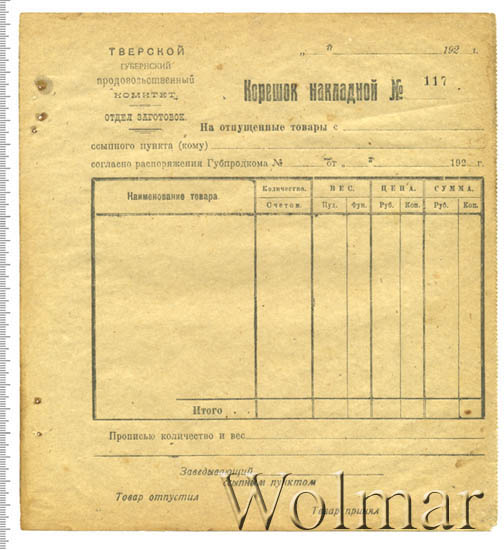 ТВЕРСКОЙ
ГУБЕРНСКИЙ
продовольственный
КОМИТЕТ.
ОТДЕЛ ЗАГОТОВОК.
„ " 192 г.
Корешок накладной № 117
На отпущенные товары с
ссыпного пункта (кому)
согласно распоряжения Губпродкома № от „ " 192 г.
Наименование товара. Количество. ВЕС. ЦЕНА. СУММА.
Счетом. Пуд. Фун. Руб. Коп. Руб. Коп.
Итого
Прописью количество и вес
Заведывающий
ссыпным пунктом
Товар отпустил
Товар принял
Wolmar